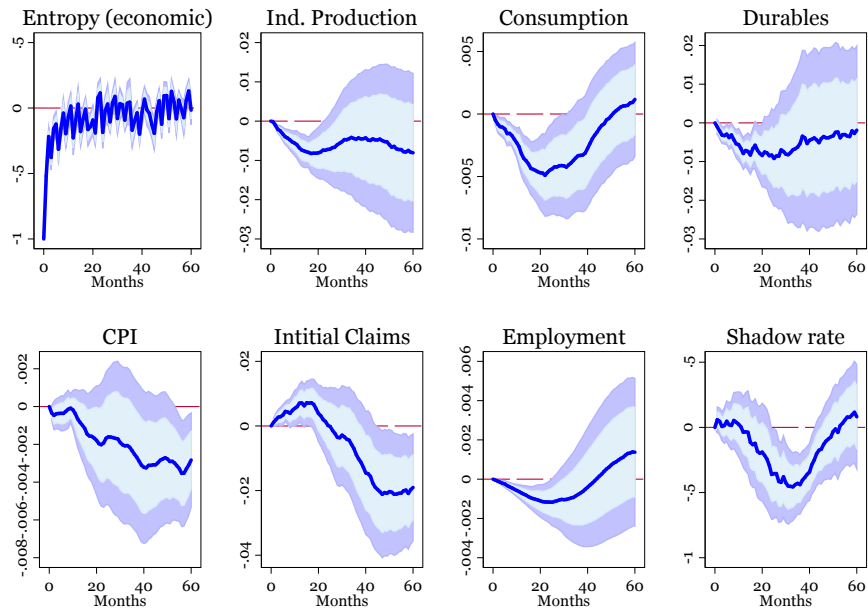 Entropy (economic)
.5
0
-.5
-1
0 20 40 60
Months
Ind. Production
.02
.01
0
-.01
-.02
-.03
0 20 40 60
Months
Consumption
.005
0
-.005
-.01
0 20 40 60
Months
Durables
.02
.01
0
-.01
-.02
-.03
0 20 40 60
Months
CPI
.002
0
-.002
-.004
-.006
-.008
0 20 40 60
Months
Intitial Claims
.02
0
-.02
-.04
0 20 40 60
Months
Employment
.006
.004
.002
0
-.002
-.004
0 20 40 60
Months
Shadow rate
.5
0
-.5
-1
0 20 40 60
Months